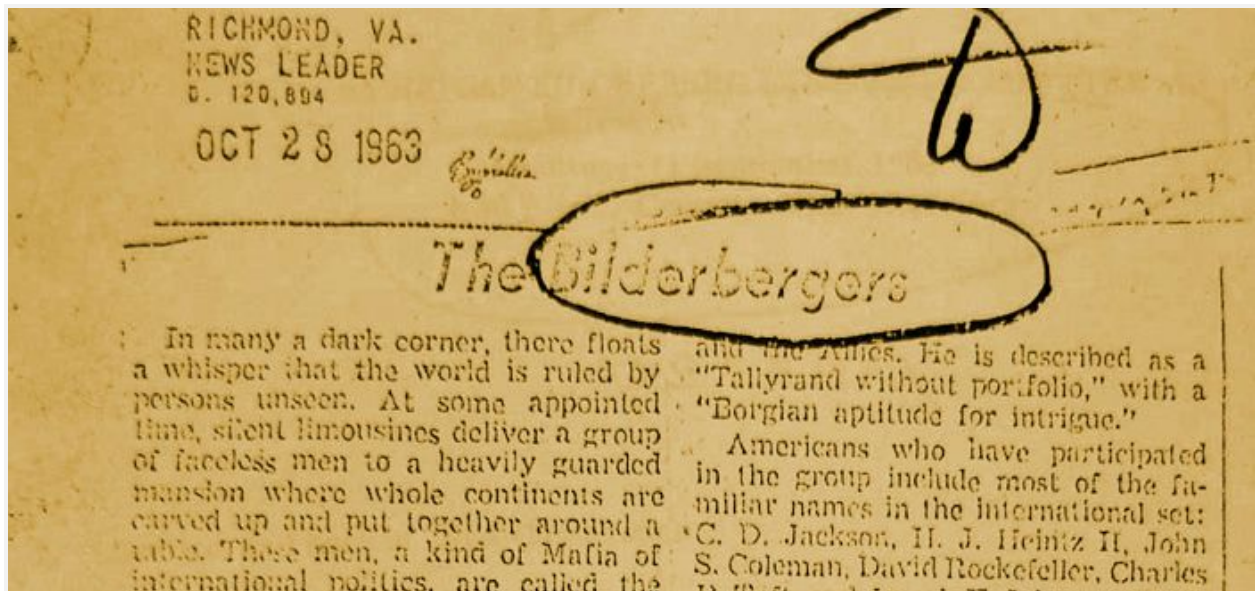 RICHMOND, VA.
NEWS LEADER
D. 120,894
OCT 28 1963
The Bilderbergers
In many a dark corner, there floats
a whisper that the world is ruled by
persons unseen. At some appointed
time, silent limousines deliver a group
of faceless men to a heavily guarded
mansion where whole continents are
carved up and put together around a
table. These men, a kind of Mafia of
international politics, are called the
and the Allies. He is described as a
"Tallyrand without portfolio," with a
"Borgian aptitude for intrigue."
Americans who have participated
in the group include most of the fa-
miliar names in the international set:
C. D. Jackson, H. J. Heintz II, John
S. Coleman, David Rockefeller, Charles